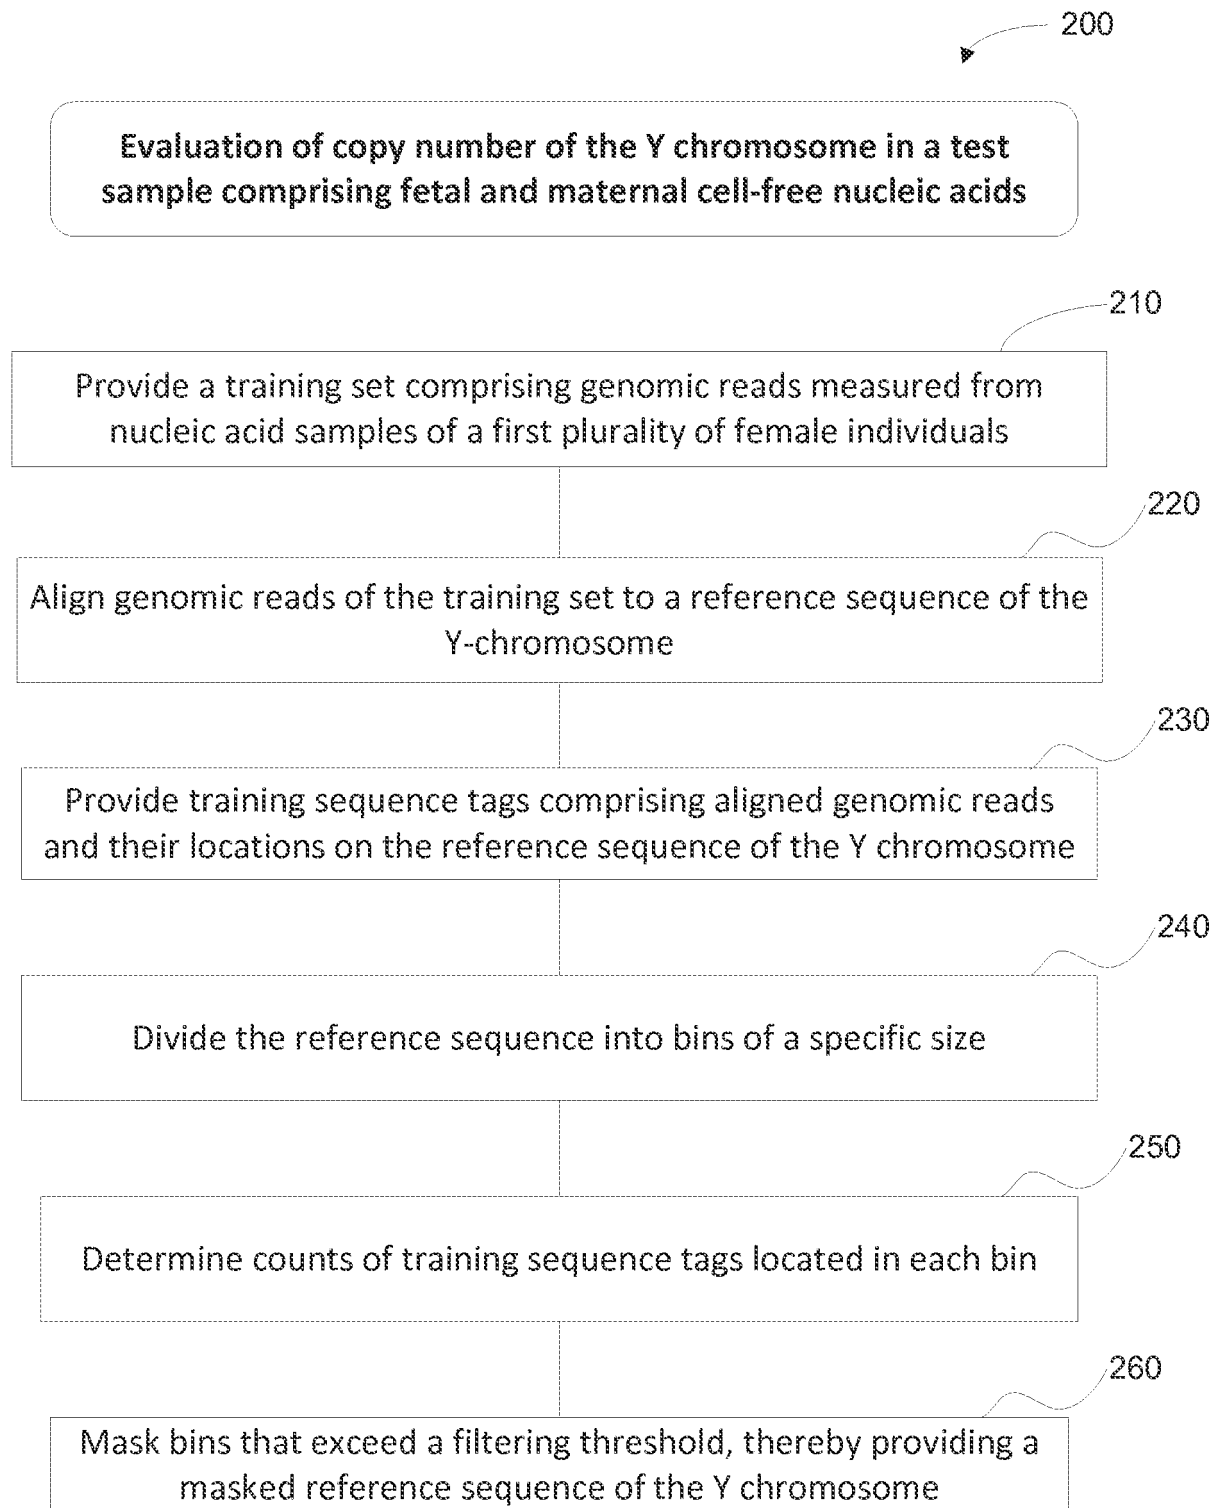 200
Evaluation of copy number of the Y chromosome in a test
sample comprising fetal and maternal cell-free nucleic acids
210
Provide a training set comprising genomic reads measured from
nucleic acid samples of a first plurality of female individuals
220
Align genomic reads of the training set to a reference sequence of the
Y-chromosome
230
Provide training sequence tags comprising aligned genomic reads
and their locations on the reference sequence of the Y chromosome
240
Divide the reference sequence into bins of a specific size
250
Determine counts of training sequence tags located in each bin
260
Mask bins that exceed a filtering threshold, thereby providing a
masked reference sequence of the Y chromosome